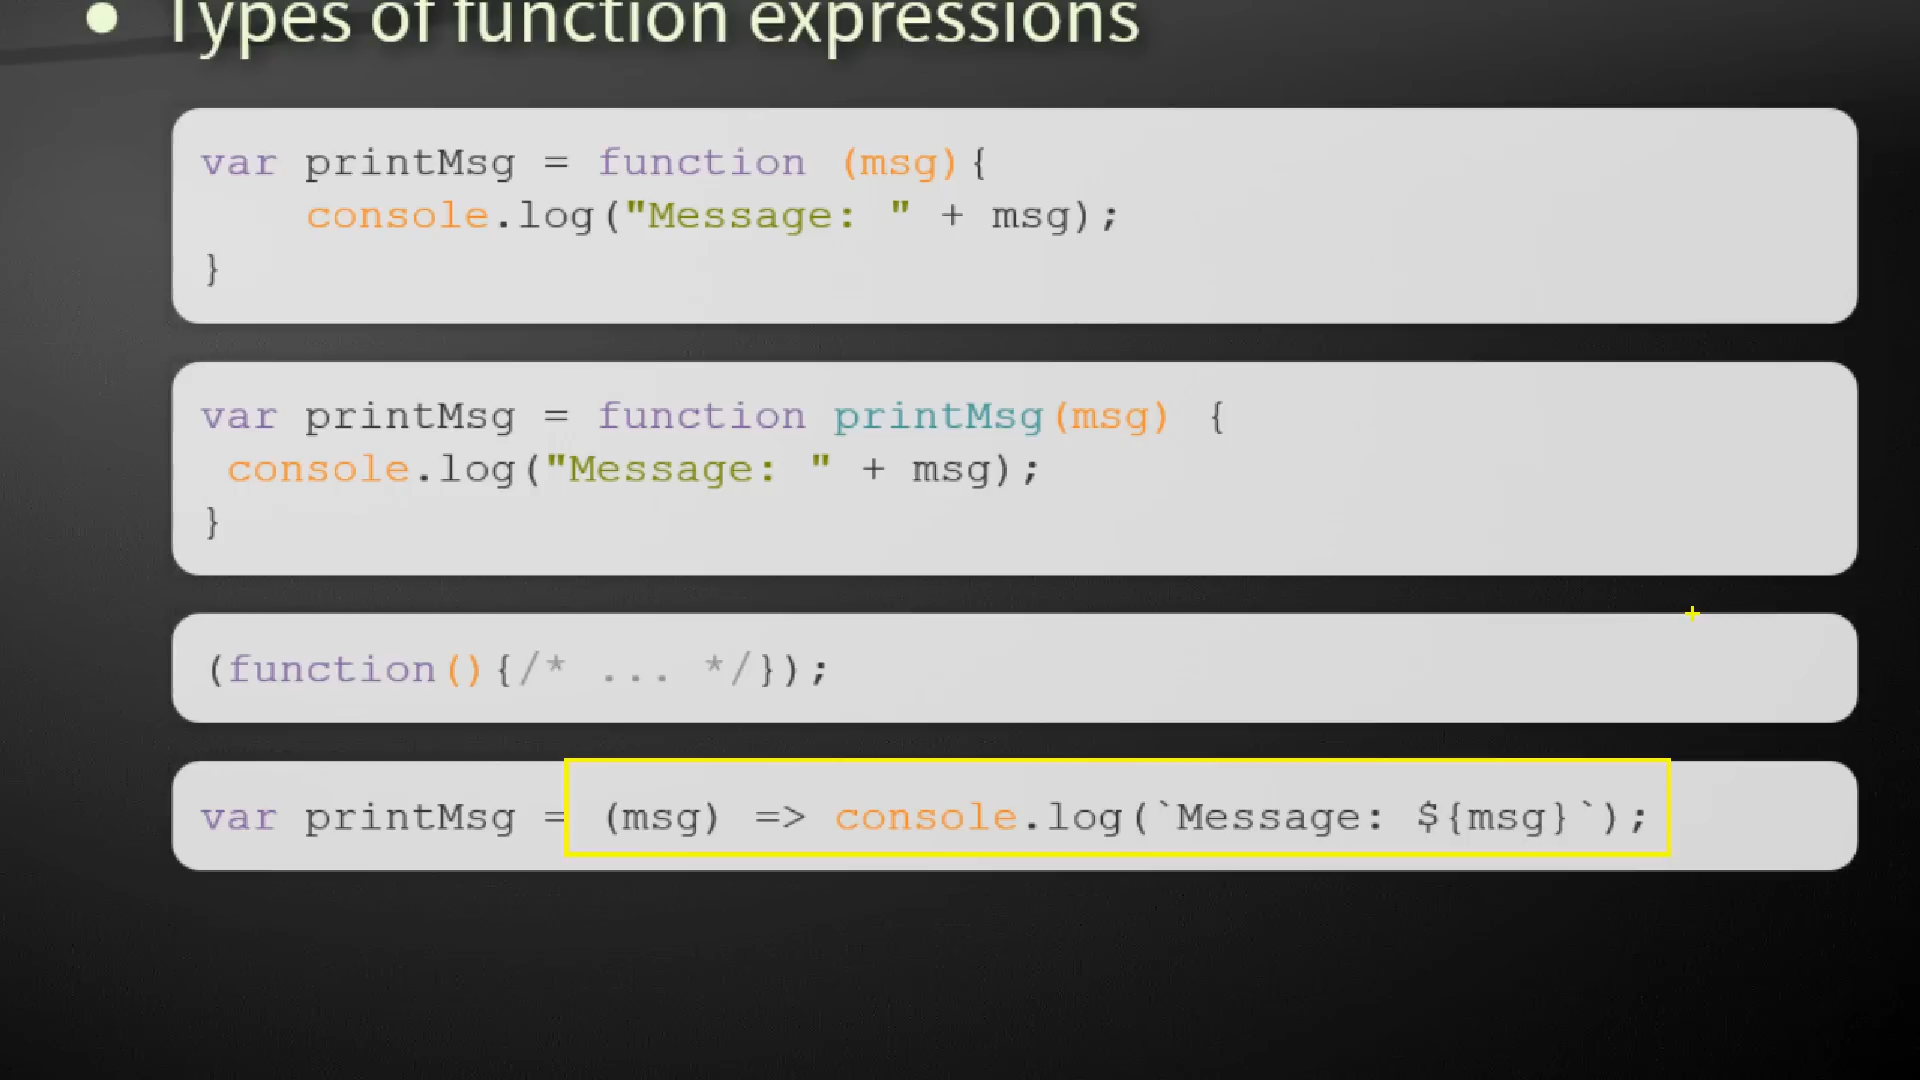 • Types of function expressions
var printMsg = function (msg){
    console.log("Message: " + msg);
}
var printMsg = function printMsg(msg) {
 console.log("Message: " + msg);
}
(function(){/* ... */});
var printMsg = (msg) => console.log(`Message: ${msg}`);